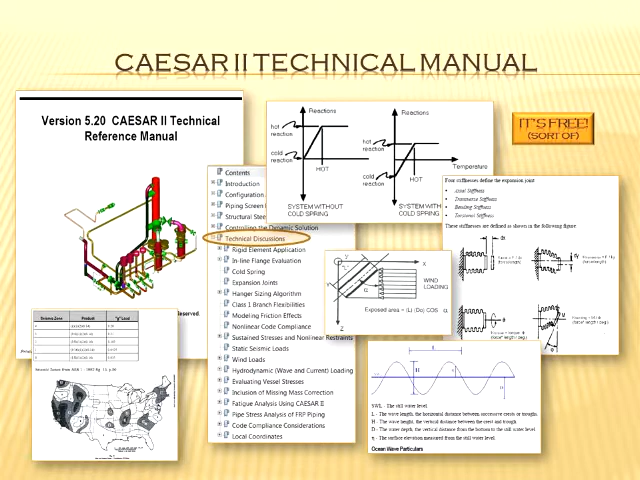 CAESAR II TECHNICAL MANUAL
Version 5.20 CAESAR II Technical
Reference Manual
IT'S FREE!
(SORT OF)
Reactions
hot
reaction
cold
reaction
HOT
SYSTEM WITHOUT
COLD SPRING
Reactions
hot
reaction
cold
reaction
HOT
Temperature
SYSTEM WITH
COLD SPRING
Contents
Introduction
Configuration
Piping Screen
Structural Stee
Controlling the Dynamic Solution
Technical Discussions
Rigid Element Application
In-line Flange Evaluation
Cold Spring
Expansion Joints
Hanger Sizing Algorithm
Class 1 Branch Flexibilities
Modeling Friction Effects
Nonlinear Code Compliance
Sustained Stresses and Nonlinear Restraints
Static Seismic Loads
Wind Loads
Hydrodynamic (Wave and Current) Loading
Evaluating Vessel Stresses
Inclusion of Missing Mass Correction
Fatigue Analysis Using CAESAR II
Pipe Stress Analysis of FRP Piping
Code Compliance Considerations
Local Coordinates
Four stiffnesses define the expansion joint
Axial Stiffness
Transverse Stiffness
Bending Stiffness
Torsional Stiffness
These stiffnesses are defined as shown in the following figure
Y
X
Z
α
WIND
LOADING
Exposed area = (L) (Do) COS α
eserved.
Seismic Zone
Product
"g" Load
L
H
SWL - The still water level
L - The wave length, the horizontal distance between successive crests or troughs.
H - The wave height, the vertical distance between the crest and trough.
D - The water depth, the vertical distance from the bottom to the still water level.
η - The surface elevation measured from the still water level.
Ocean Wave Particulars